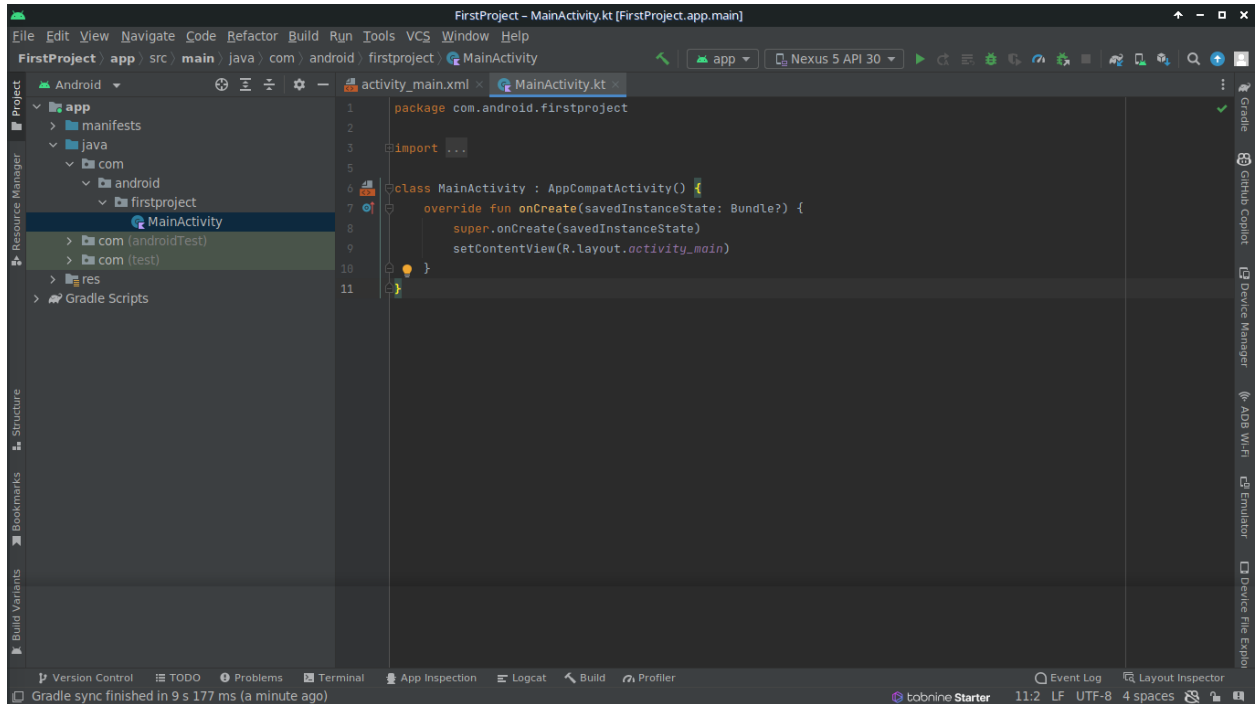 FirstProject – MainActivity.kt [FirstProject.app.main]
File Edit View Navigate Code Refactor Build Run Tools VCS Window Help
FirstProject app src main java com android firstproject MainActivity
app Nexus 5 API 30
Project
Resource Manager
Structure
Bookmarks
Build Variants
Android
app
manifests
java
com
android
firstproject
MainActivity
com (androidTest)
com (test)
res
Gradle Scripts
activity_main.xml MainActivity.kt
1 package com.android.firstproject
2
3 import ...
5
6 class MainActivity : AppCompatActivity() {
7 override fun onCreate(savedInstanceState: Bundle?) {
8 super.onCreate(savedInstanceState)
9 setContentView(R.layout.activity_main)
10 }
11 }
Gradle
GitHub Copilot
Device Manager
ADB Wi-Fi
Emulator
Device File Explo
Version Control TODO Problems Terminal App Inspection Logcat Build Profiler Event Log Layout Inspector
Gradle sync finished in 9 s 177 ms (a minute ago) tabnine Starter 11:2 LF UTF-8 4 spaces